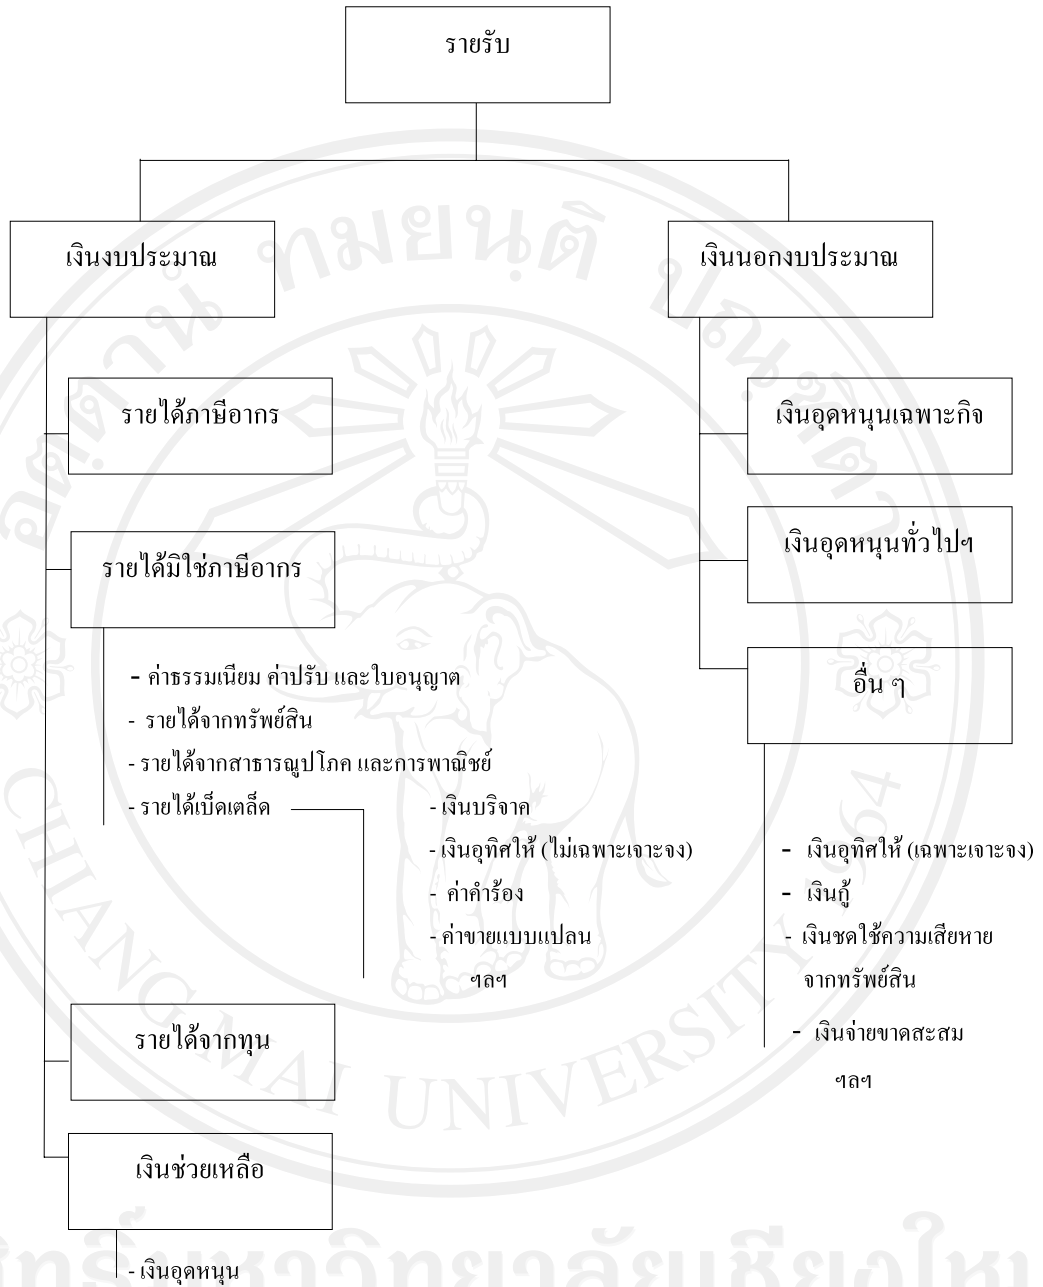 รายรับ
เงินงบประมาณ
เงินนอกงบประมาณ
รายได้ภาษีอากร
เงินอุดหนุนเฉพาะกิจ
เงินอุดหนุนทั่วไปฯ
รายได้มิใช่ภาษีอากร
อื่น ๆ
- ค่าธรรมเนียม ค่าปรับ และใบอนุญาต
- รายได้จากทรัพย์สิน
- รายได้จากสาธารณูปโภค และการพาณิชย์
- รายได้เบ็ดเตล็ด
- เงินบริจาค
- เงินอุทิศให้ (ไม่เฉพาะเจาะจง)
- ค่าคำร้อง
- ค่าขายแบบแปลน
ฯลฯ
- เงินอุทิศให้ (เฉพาะเจาะจง)
- เงินกู้
- เงินชดใช้ความเสียหาย
จากทรัพย์สิน
- เงินจ่ายขาดสะสม
ฯลฯ
รายได้จากทุน
เงินช่วยเหลือ
- เงินอุดหนุน
CHIANG MAI UNIVERSITY 1964